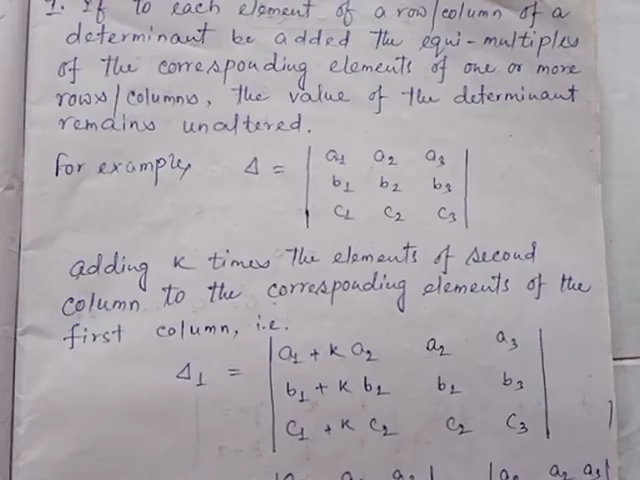 1. If to each element of a row/column of a
determinant be added the equi-multiples
of the corresponding elements of one or more
rows/columns, the value of the determinant
remains unaltered.
For example, Δ = | a1 a2 a3 |
| b1 b2 b3 |
| c1 c2 c3 |
adding k times the elements of second
column to the corresponding elements of the
first column, i.e.
Δ1 = | a1 + k a2 a2 a3 |
| b1 + k b2 b2 b3 |
| c1 + k c2 c2 c3 |
a2 a3